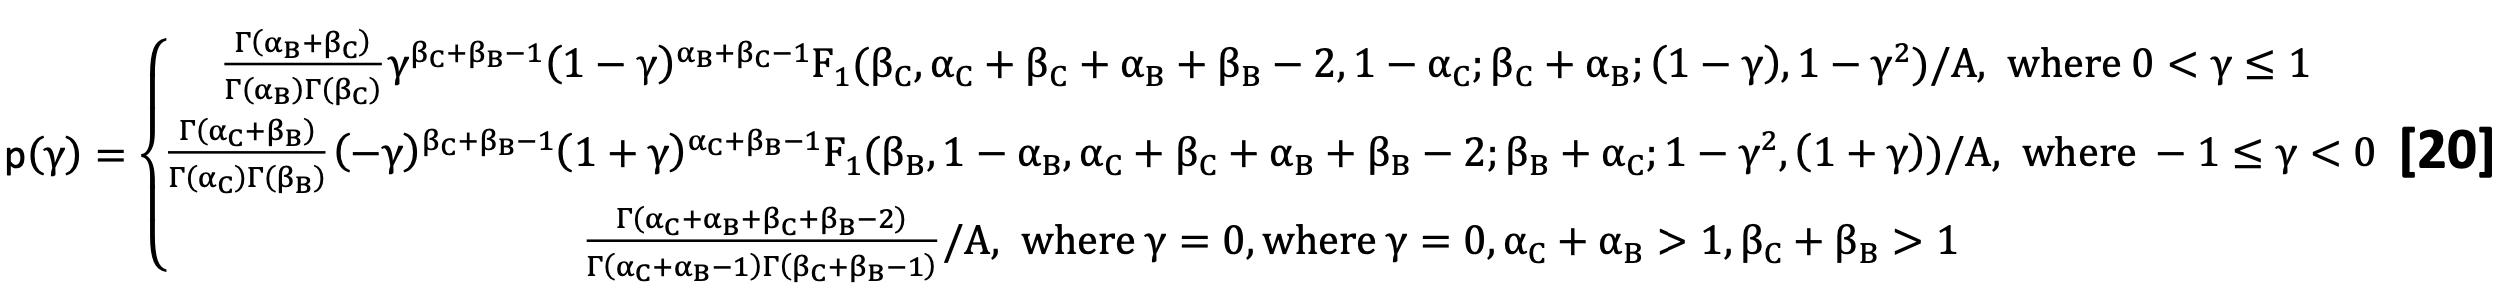 p(γ) = { Γ(α_B+β_C)/Γ(α_B)Γ(β_C) γ^{β_C+β_B−1}(1 − γ)^{α_B+β_C−1}F₁(β_C, α_C + β_C + α_B + β_B − 2, 1 − α_C; β_C + α_B; (1 − γ), 1 − γ²)/A, where 0 < γ ≤ 1
Γ(α_C+β_B)/Γ(α_C)Γ(β_B) (−γ)^{β_C+β_B−1}(1 + γ)^{α_C+β_B−1}F₁(β_B, 1 − α_B, α_C + β_C + α_B + β_B − 2; β_B + α_C; 1 − γ², (1 + γ))/A, where − 1 ≤ γ < 0 [20]
Γ(α_C+α_B+β_C+β_B−2)/Γ(α_C+α_B−1)Γ(β_C+β_B−1) /A, where γ = 0, where γ = 0, α_C + α_B > 1, β_C + β_B > 1